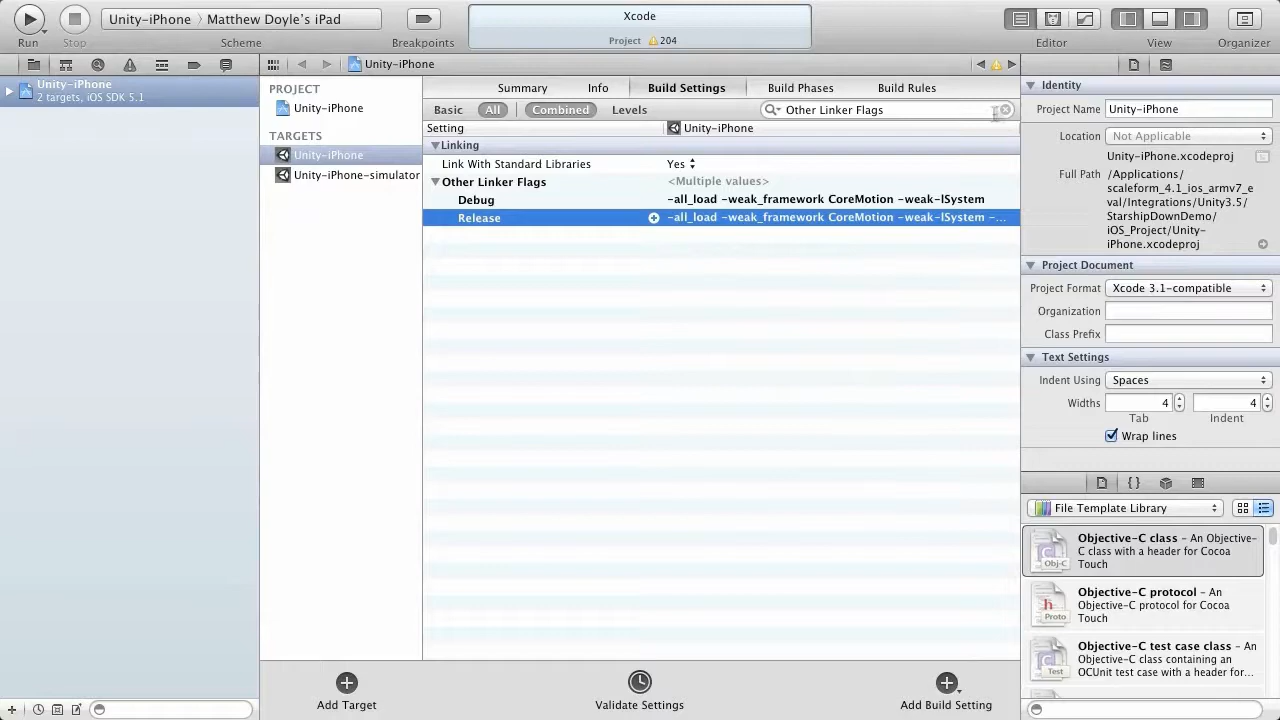 Unity-iPhone 〉 Matthew Doyle's iPad
Xcode
Project 204
Run
Stop
Scheme
Breakpoints
Editor
View
Organizer
Unity-iPhone
2 targets, iOS SDK 5.1
Unity-iPhone
PROJECT
Unity-iPhone
TARGETS
Unity-iPhone
Unity-iPhone-simulator
Summary
Info
Build Settings
Build Phases
Build Rules
Basic
All
Combined
Levels
Other Linker Flags
Setting
Unity-iPhone
Linking
Link With Standard Libraries
Yes
Other Linker Flags
<Multiple values>
Debug
-all_load -weak_framework CoreMotion -weak-lSystem
Release
-all_load -weak_framework CoreMotion -weak-lSystem -...
Add Target
Validate Settings
Add Build Setting
Identity
Project Name Unity-iPhone
Location Not Applicable
Unity-iPhone.xcodeproj
Full Path /Applications/
scaleform_4.1_ios_armv7_e
val/Integrations/Unity3.5/
StarshipDownDemo/
iOS_Project/Unity-
iPhone.xcodeproj
Project Document
Project Format Xcode 3.1-compatible
Organization
Class Prefix
Text Settings
Indent Using Spaces
Widths 4 4
Tab Indent
Wrap lines
{}
File Template Library
Objective-C class - An Objective-
C class with a header for Cocoa
Touch
Obj-C
Objective-C protocol - An
Objective-C protocol for Cocoa
Touch
h
Proto
Objective-C test case class - An
Objective-C class containing an
OCUnit test case with a header for...
C
Test